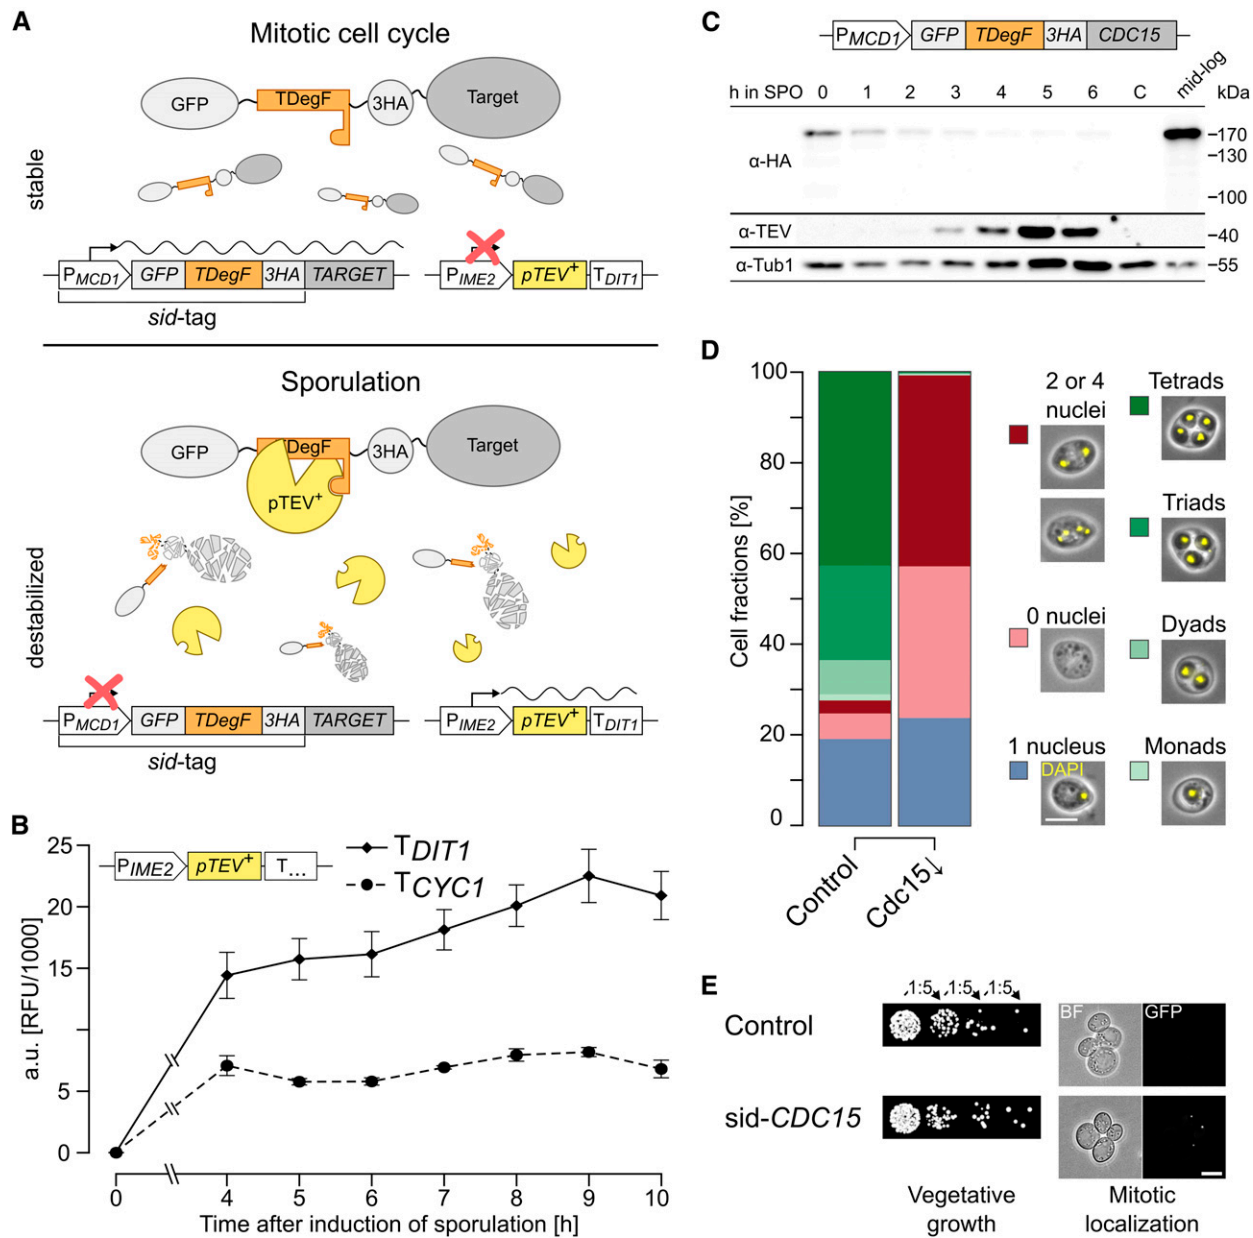 A
Mitotic cell cycle
GFP
TDegF
3HA
Target
stable
PMCD1 GFP TDegF 3HA TARGET
PIME2 pTEV+ TDIT1
sid-tag
Sporulation
GFP
DegF
3HA
Target
pTEV+
destabilized
PMCD1 GFP TDegF 3HA TARGET
PIME2 pTEV+ TDIT1
sid-tag
B
25
20
15
5
0
a.u. [RFU/1000]
PIME2 pTEV+ T...
TDIT1
TCYC1
0 4 5 6 7 8 9 10
Time after induction of sporulation [h]
C
PMCD1 GFP TDegF 3HA CDC15
h in SPO 0 1 2 3 4 5 6 C mid-log kDa
α-HA
–170
–130
–100
α-TEV
–40
α-Tub1
–55
D
100
80
60
40
20
0
Cell fractions [%]
Control
Cdc15↓
2 or 4
nuclei
0 nuclei
1 nucleus
DAPI
Tetrads
Triads
Dyads
Monads
E
1:5 1:5 1:5
Control
sid-CDC15
BF
GFP
Vegetative
growth
Mitotic
localization